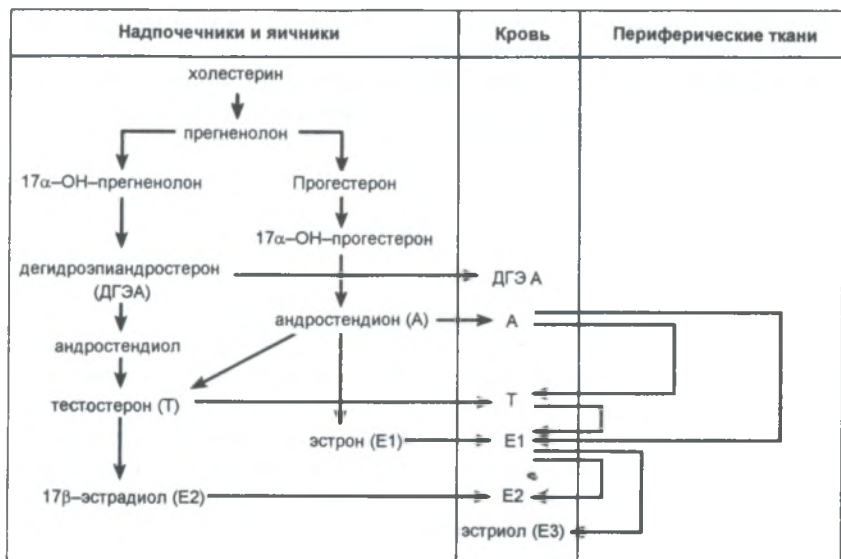 Надпочечники и яичники
Кровь
Периферические ткани
холестерин
прегненолон
17α–ОН–прегненолон
Прогестерон
17α–ОН–прогестерон
дегидроэпиандростерон
(ДГЭА)
ДГЭ А
андростендион (А)
А
андростендиол
тестостерон (Т)
Т
эстрон (Е1)
Е1
17β–эстрадиол (Е2)
Е2
эстриол (Е3)